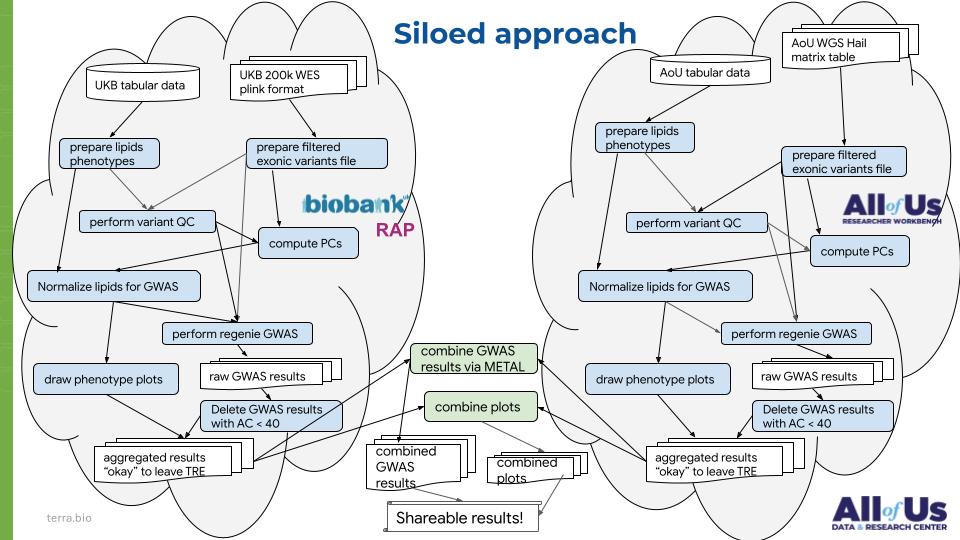 Siloed approach
UKB tabular data
UKB 200k WES
plink format
prepare lipids
phenotypes
prepare filtered
exonic variants file
biobank
RAP
perform variant QC
compute PCs
Normalize lipids for GWAS
perform regenie GWAS
draw phenotype plots
raw GWAS results
Delete GWAS results
with AC < 40
aggregated results
“okay” to leave TRE
AoU tabular data
AoU WGS Hail
matrix table
prepare lipids
phenotypes
prepare filtered
exonic variants file
All of Us
RESEARCHER WORKBENCH
perform variant QC
compute PCs
Normalize lipids for GWAS
perform regenie GWAS
draw phenotype plots
raw GWAS results
Delete GWAS results
with AC < 40
aggregated results
“okay” to leave TRE
combine GWAS
results via METAL
combine plots
combined
GWAS
results
combined
plots
Shareable results!
terra.bio
All of Us
DATA & RESEARCH CENTER